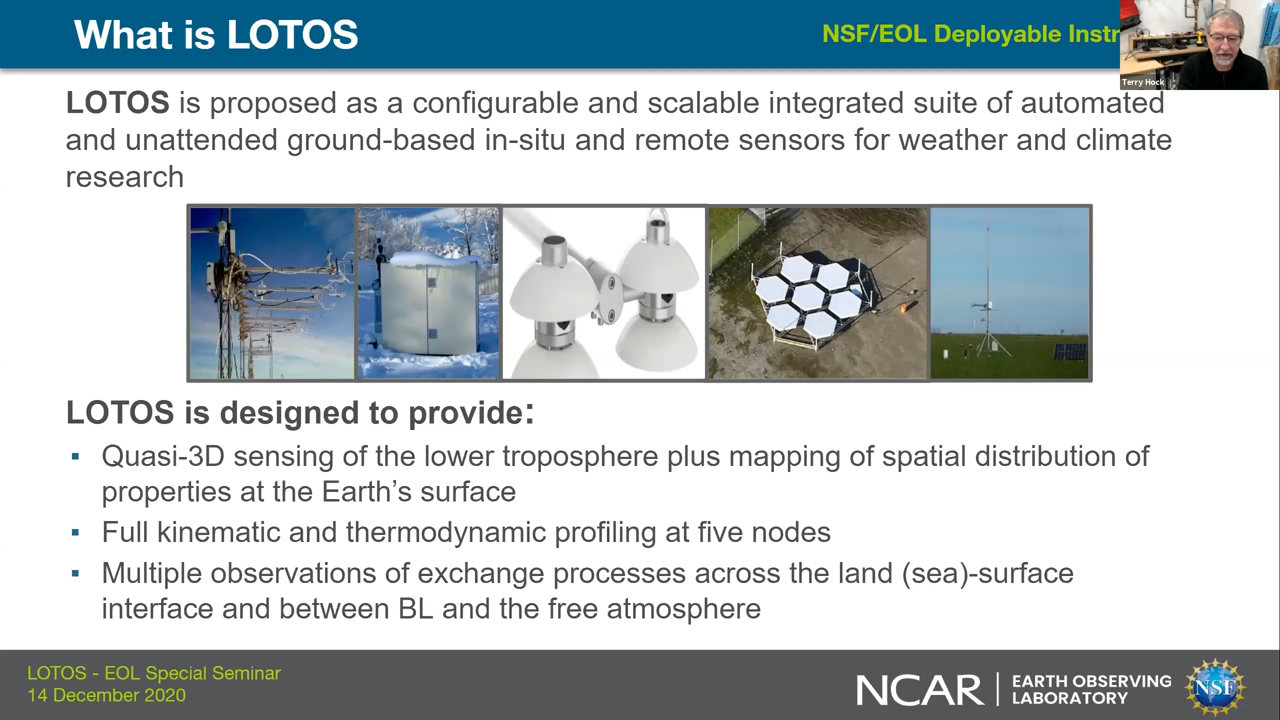 What is LOTOS
NSF/EOL Deployable Instr
Terry Hock
LOTOS is proposed as a configurable and scalable integrated suite of automated
and unattended ground-based in-situ and remote sensors for weather and climate
research
LOTOS is designed to provide:
▪ Quasi-3D sensing of the lower troposphere plus mapping of spatial distribution of
properties at the Earth’s surface
▪ Full kinematic and thermodynamic profiling at five nodes
▪ Multiple observations of exchange processes across the land (sea)-surface
interface and between BL and the free atmosphere
LOTOS - EOL Special Seminar
14 December 2020
NCAR
EARTH OBSERVING
LABORATORY
NSF